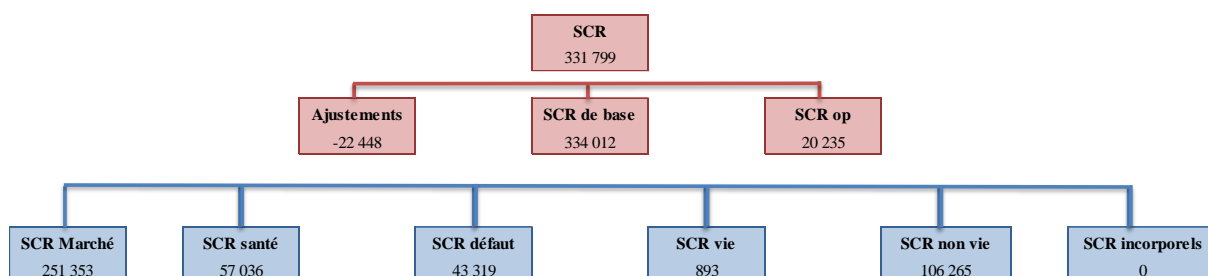 SCR
331 799
Ajustements
-22 448
SCR de base
334 012
SCR op
20 235
SCR Marché
251 353
SCR santé
57 036
SCR défaut
43 319
SCR vie
893
SCR non vie
106 265
SCR incorporels
0